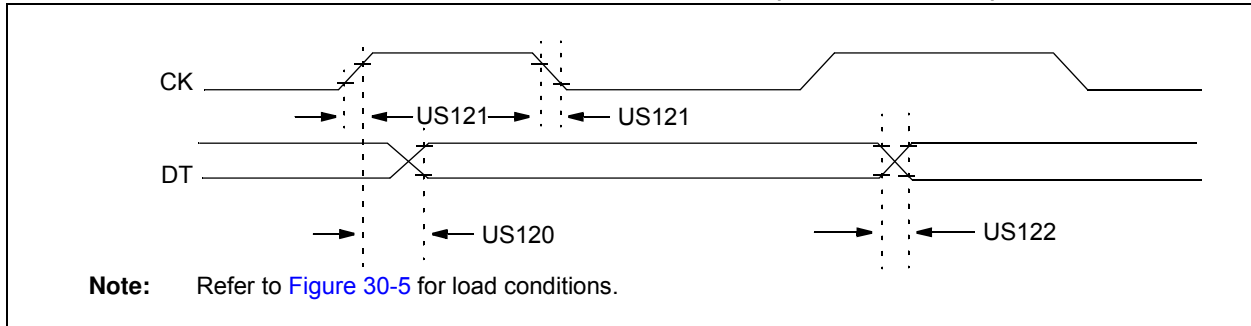 CK
US121 US121
DT
US120 US122
Note: Refer to Figure 30-5 for load conditions.